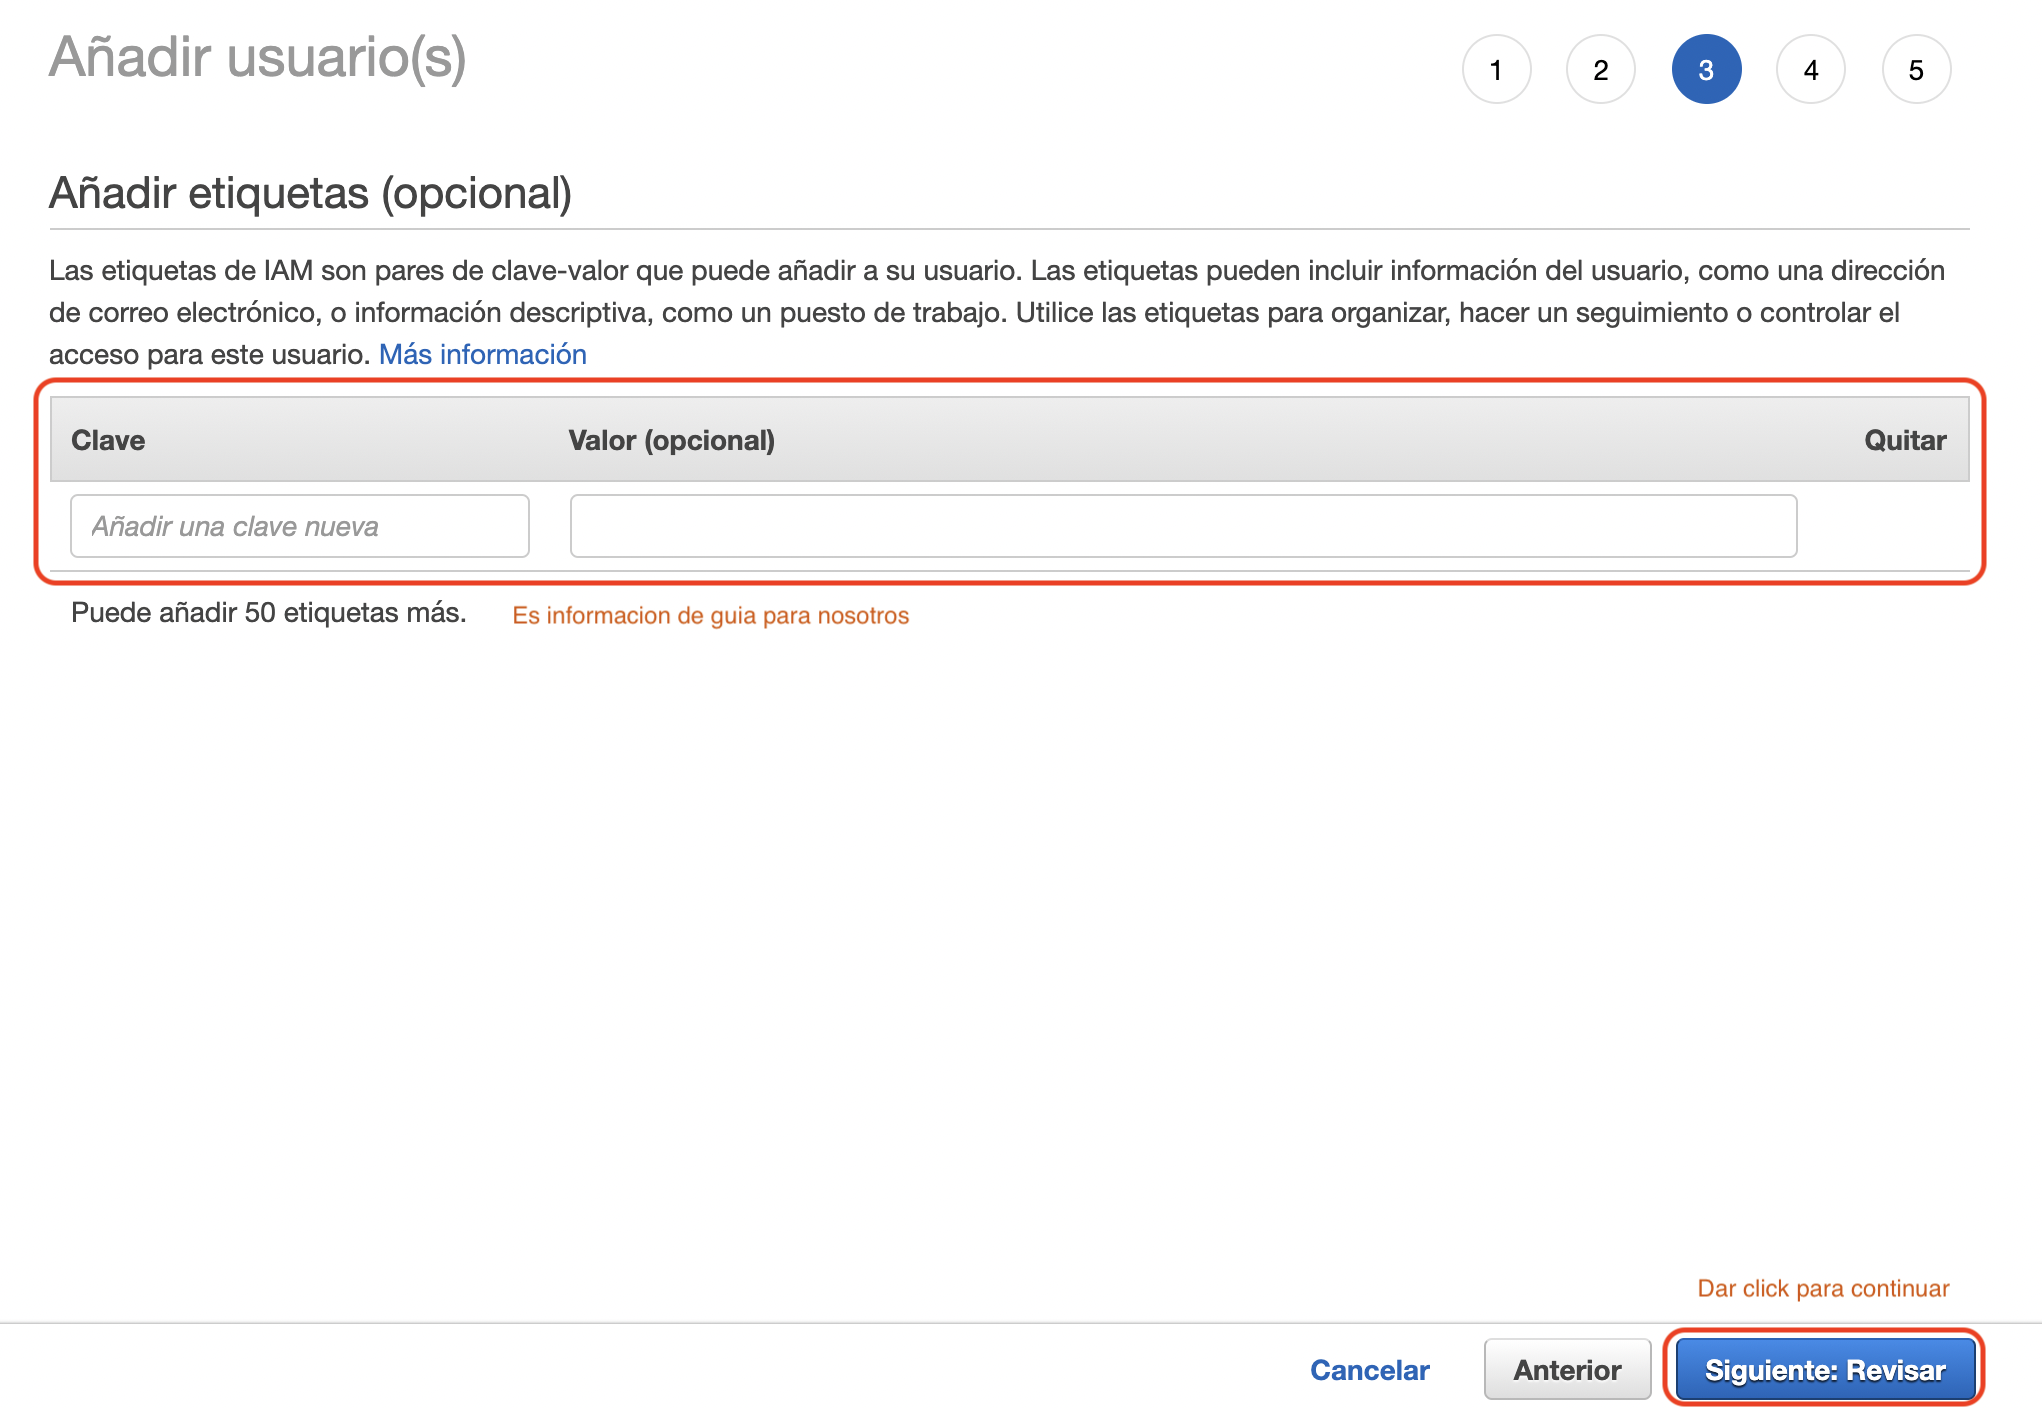 Añadir usuario(s)
1 2 3 4 5
Añadir etiquetas (opcional)
Las etiquetas de IAM son pares de clave-valor que puede añadir a su usuario. Las etiquetas pueden incluir información del usuario, como una dirección
de correo electrónico, o información descriptiva, como un puesto de trabajo. Utilice las etiquetas para organizar, hacer un seguimiento o controlar el
acceso para este usuario. Más información
Clave Valor (opcional) Quitar
Añadir una clave nueva
Puede añadir 50 etiquetas más. Es informacion de guia para nosotros
Dar click para continuar
Cancelar Anterior Siguiente: Revisar